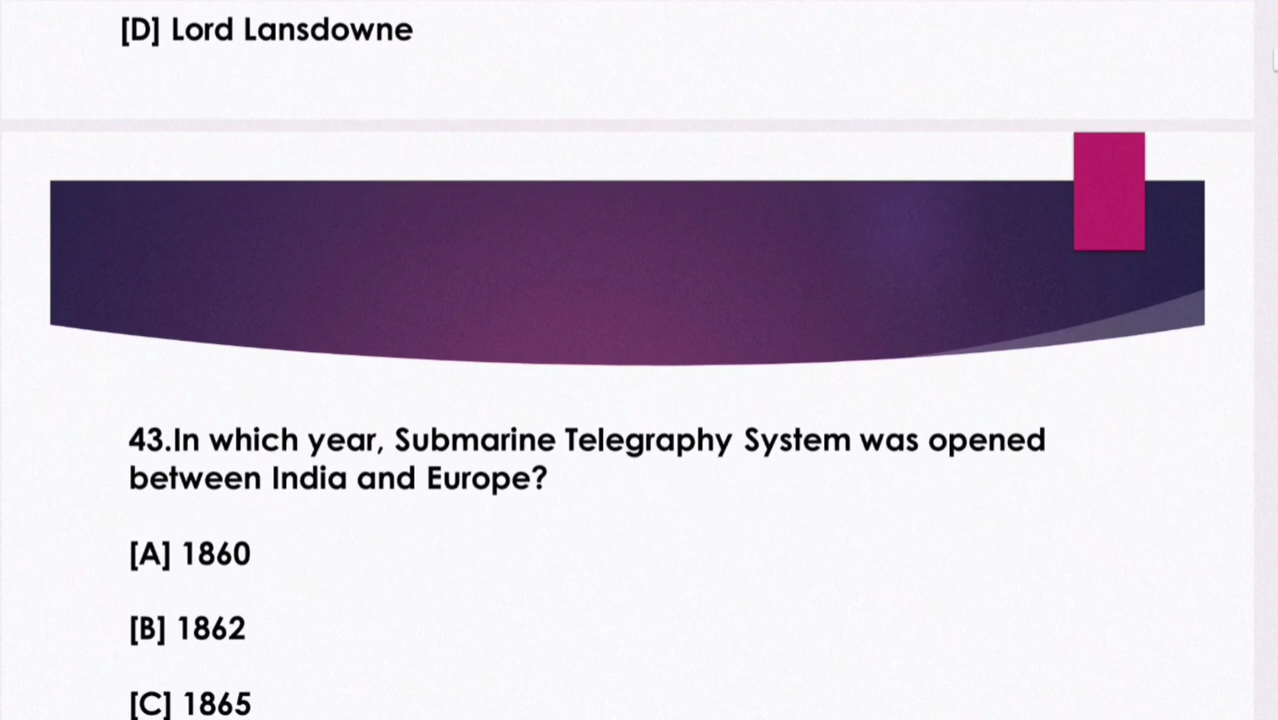 [D] Lord Lansdowne
43.In which year, Submarine Telegraphy System was opened
between India and Europe?
[A] 1860
[B] 1862
[C] 1865